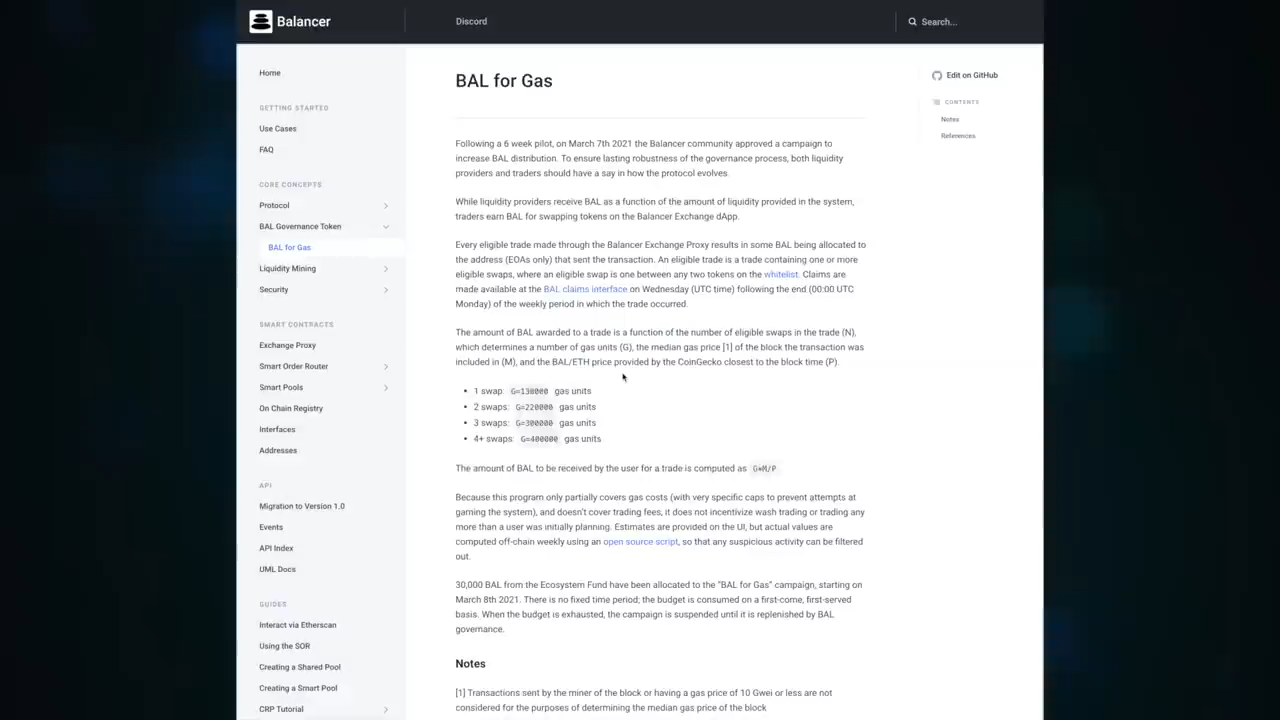 Balancer
Discord
Search...
Home
GETTING STARTED
Use Cases
FAQ
CORE CONCEPTS
Protocol
BAL Governance Token
BAL for Gas
Liquidity Mining
Security
SMART CONTRACTS
Exchange Proxy
Smart Order Router
Smart Pools
On Chain Registry
Interfaces
Addresses
API
Migration to Version 1.0
Events
API Index
UML Docs
GUIDES
Interact via Etherscan
Using the SOR
Creating a Shared Pool
Creating a Smart Pool
CRP Tutorial
BAL for Gas
Following a 6 week pilot, on March 7th 2021 the Balancer community approved a campaign to
increase BAL distribution. To ensure lasting robustness of the governance process, both liquidity
providers and traders should have a say in how the protocol evolves.
While liquidity providers receive BAL as a function of the amount of liquidity provided in the system,
traders earn BAL for swapping tokens on the Balancer Exchange dApp.
Every eligible trade made through the Balancer Exchange Proxy results in some BAL being allocated to
the address (EOAs only) that sent the transaction. An eligible trade is a trade containing one or more
eligible swaps, where an eligible swap is one between any two tokens on the whitelist. Claims are
made available at the BAL claims interface on Wednesday (UTC time) following the end (00:00 UTC
Monday) of the weekly period in which the trade occurred.
The amount of BAL awarded to a trade is a function of the number of eligible swaps in the trade (N),
which determines a number of gas units (G), the median gas price [1] of the block the transaction was
included in (M), and the BAL/ETH price provided by the CoinGecko closest to the block time (P).
• 1 swap: G=130000 gas units
• 2 swaps: G=220000 gas units
• 3 swaps: G=300000 gas units
• 4+ swaps: G=400000 gas units
The amount of BAL to be received by the user for a trade is computed as G*M/P
Because this program only partially covers gas costs (with very specific caps to prevent attempts at
gaming the system), and doesn't cover trading fees, it does not incentivize wash trading or trading any
more than a user was initially planning. Estimates are provided on the UI, but actual values are
computed off-chain weekly using an open source script, so that any suspicious activity can be filtered
out.
30,000 BAL from the Ecosystem Fund have been allocated to the "BAL for Gas" campaign, starting on
March 8th 2021. There is no fixed time period; the budget is consumed on a first-come, first-served
basis. When the budget is exhausted, the campaign is suspended until it is replenished by BAL
governance.
Notes
[1] Transactions sent by the miner of the block or having a gas price of 10 Gwei or less are not
considered for the purposes of determining the median gas price of the block
Edit on GitHub
CONTENTS
Notes
References